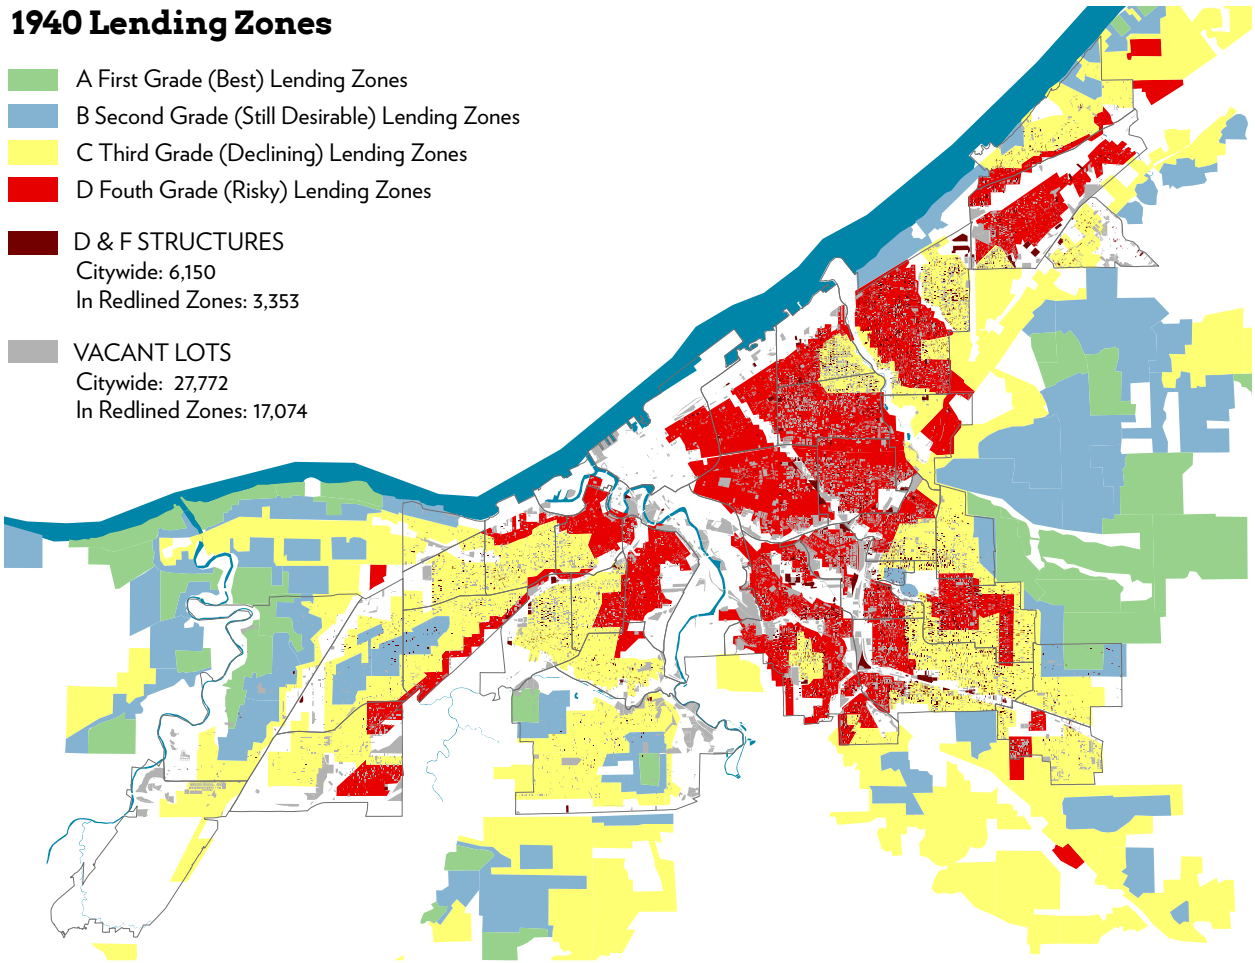 1940 Lending Zones
A First Grade (Best) Lending Zones
B Second Grade (Still Desirable) Lending Zones
C Third Grade (Declining) Lending Zones
D Fouth Grade (Risky) Lending Zones
D & F STRUCTURES
Citywide: 6,150
In Redlined Zones: 3,353
VACANT LOTS
Citywide: 27,772
In Redlined Zones: 17,074